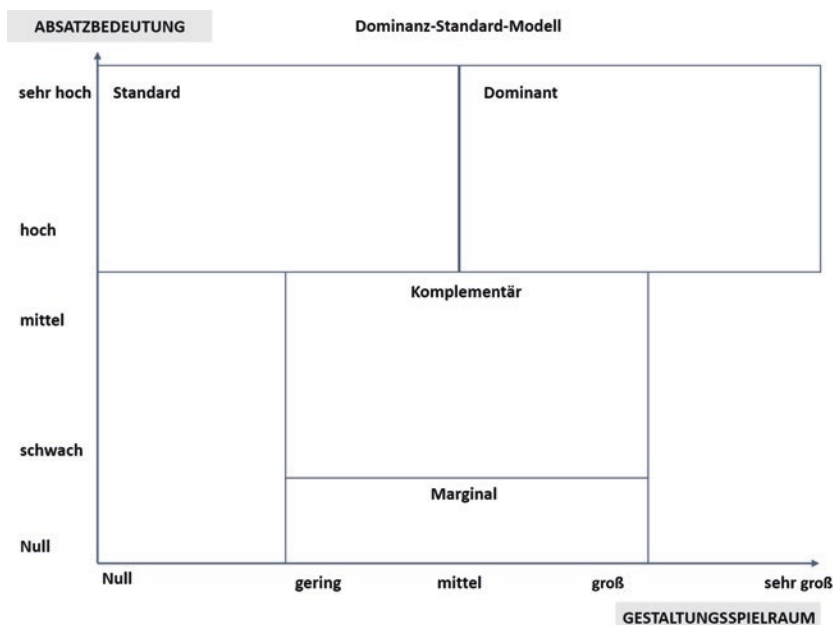 ABSATZBEDEUTUNG
Dominanz-Standard-Modell
sehr hoch
Standard
Dominant
hoch
Komplementär
mittel
schwach
Marginal
Null
Null
gering
mittel
groß
sehr groß
GESTALTUNGSSPIELRAUM